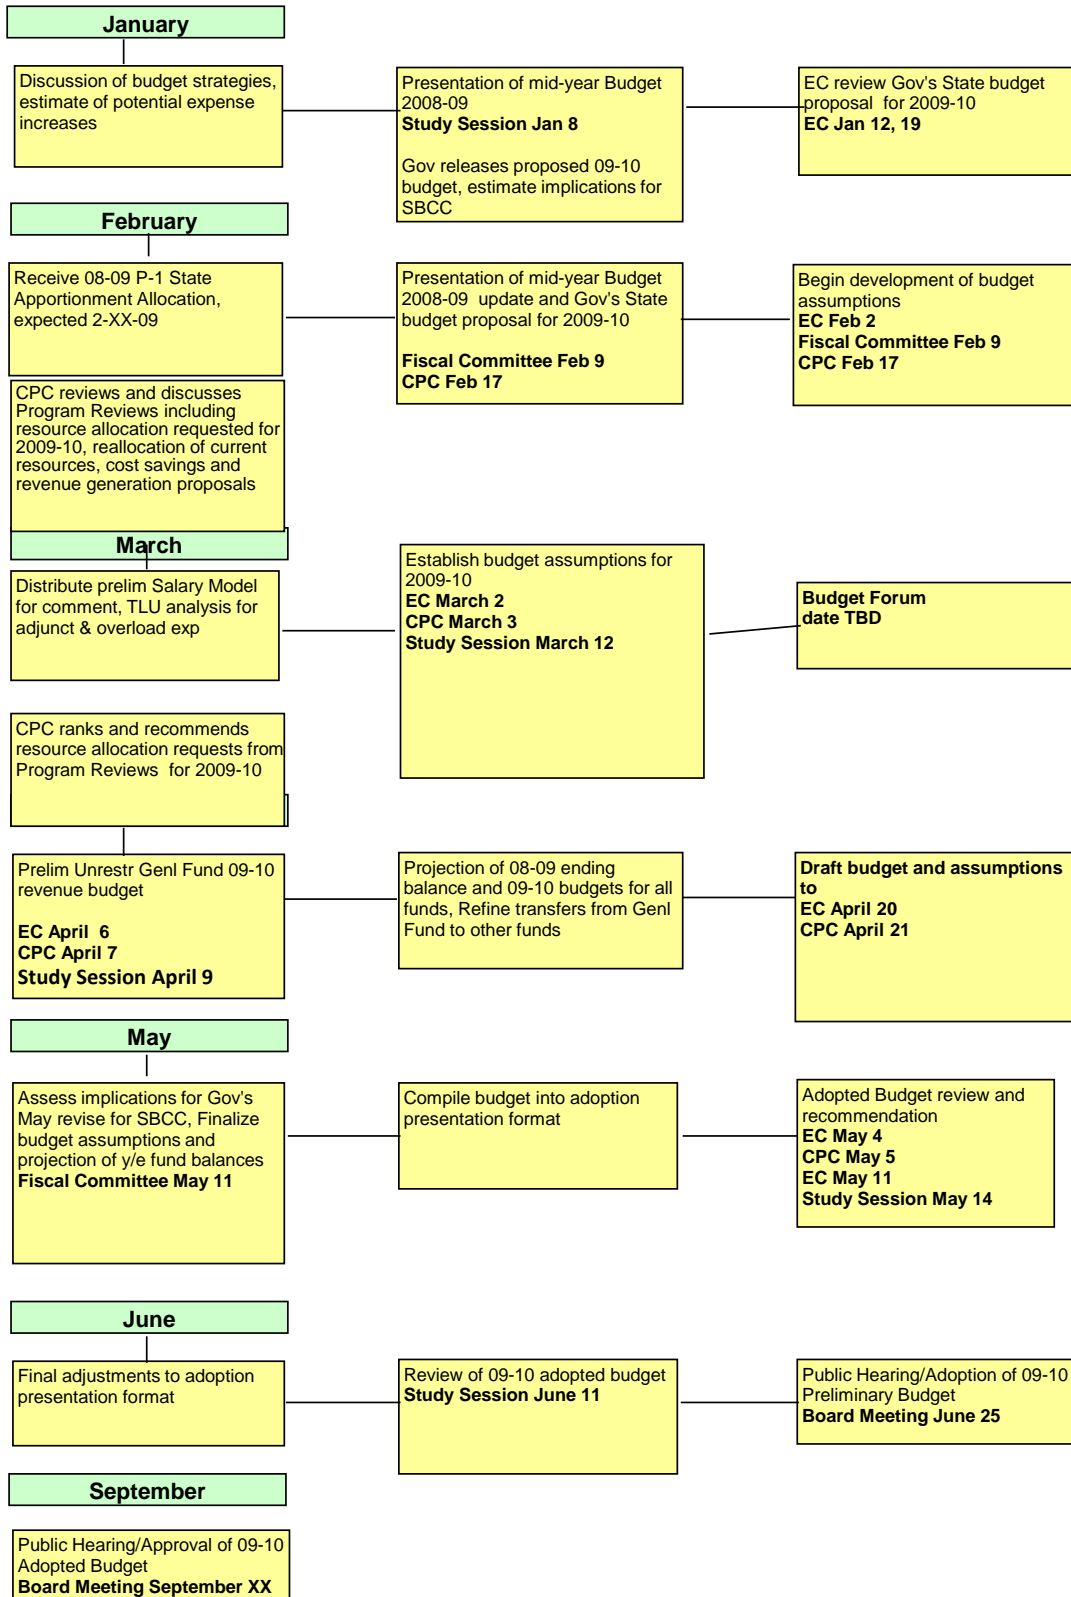 January
Discussion of budget strategies,
estimate of potential expense
increases
Presentation of mid-year Budget
2008-09
Study Session Jan 8
Gov releases proposed 09-10
budget, estimate implications for
SBCC
EC review Gov's State budget
proposal for 2009-10
EC Jan 12, 19
February
Receive 08-09 P-1 State
Apportionment Allocation,
expected 2-XX-09
Presentation of mid-year Budget
2008-09 update and Gov's State
budget proposal for 2009-10
Fiscal Committee Feb 9
CPC Feb 17
Begin development of budget
assumptions
EC Feb 2
Fiscal Committee Feb 9
CPC Feb 17
CPC reviews and discusses
Program Reviews including
resource allocation requested for
2009-10, reallocation of current
resources, cost savings and
revenue generation proposals
March
Distribute prelim Salary Model
for comment, TLU analysis for
adjunct & overload exp
Establish budget assumptions for
2009-10
EC March 2
CPC March 3
Study Session March 12
Budget Forum
date TBD
CPC ranks and recommends
resource allocation requests from
Program Reviews for 2009-10
Prelim Unrestr Genl Fund 09-10
revenue budget
EC April 6
CPC April 7
Study Session April 9
Projection of 08-09 ending
balance and 09-10 budgets for all
funds, Refine transfers from Genl
Fund to other funds
Draft budget and assumptions
to
EC April 20
CPC April 21
May
Assess implications for Gov's
May revise for SBCC, Finalize
budget assumptions and
projection of y/e fund balances
Fiscal Committee May 11
Compile budget into adoption
presentation format
Adopted Budget review and
recommendation
EC May 4
CPC May 5
EC May 11
Study Session May 14
June
Final adjustments to adoption
presentation format
Review of 09-10 adopted budget
Study Session June 11
Public Hearing/Adoption of 09-10
Preliminary Budget
Board Meeting June 25
September
Public Hearing/Approval of 09-10
Adopted Budget
Board Meeting September XX